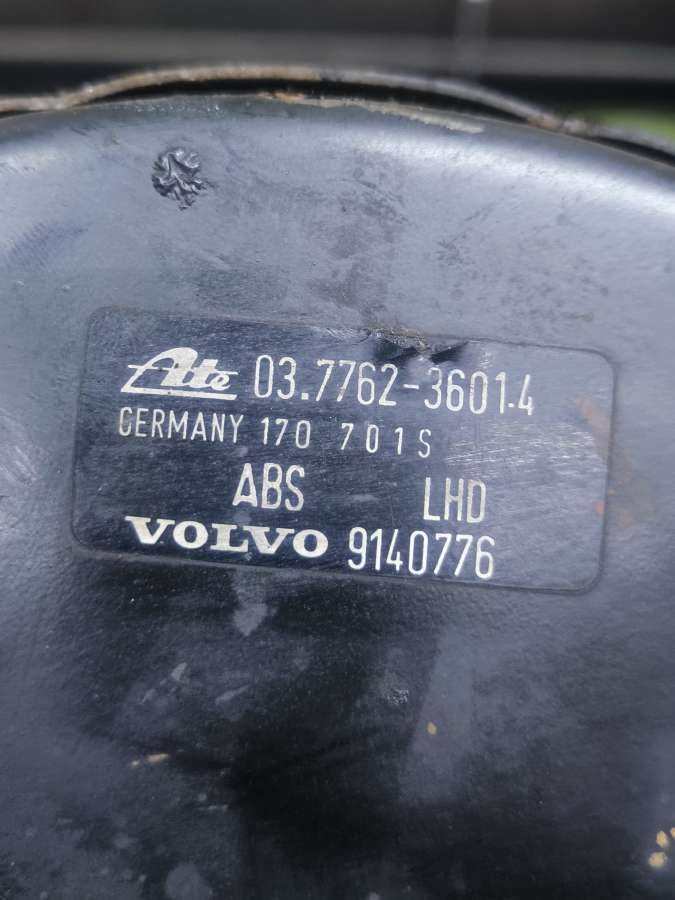 Ate 03.7762-3601.4
GERMANY 170 701S
ABS LHD
VOLVO 9140776